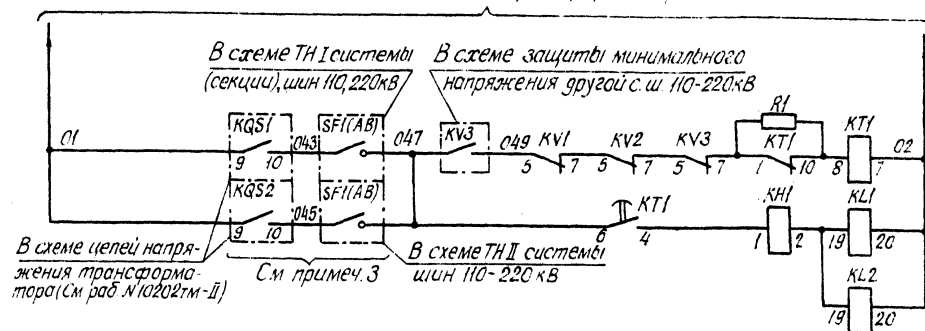 В схеме ТН I системы
(секции), шин 110, 220кВ
В схеме защиты минимального
напряжения другой с. ш. 110-220кВ
R1
01
KQS1
043
SF1(АВ)
047
KV3
049
KV1
KV2
KV3
KT1
KT1
02
9 10
5 7
5 7
5 7
1 10
8 7
KQS2
045
SF1(АВ)
KT1
KH1
KL1
9 10
6 4
1 2
19 20
В схеме цепей напря-
жения трансформа-
тора (См раб. №10202тм-II)
См примеч. 3
В схеме ТН II системы
шин 110-220 кВ
KL2
19 20